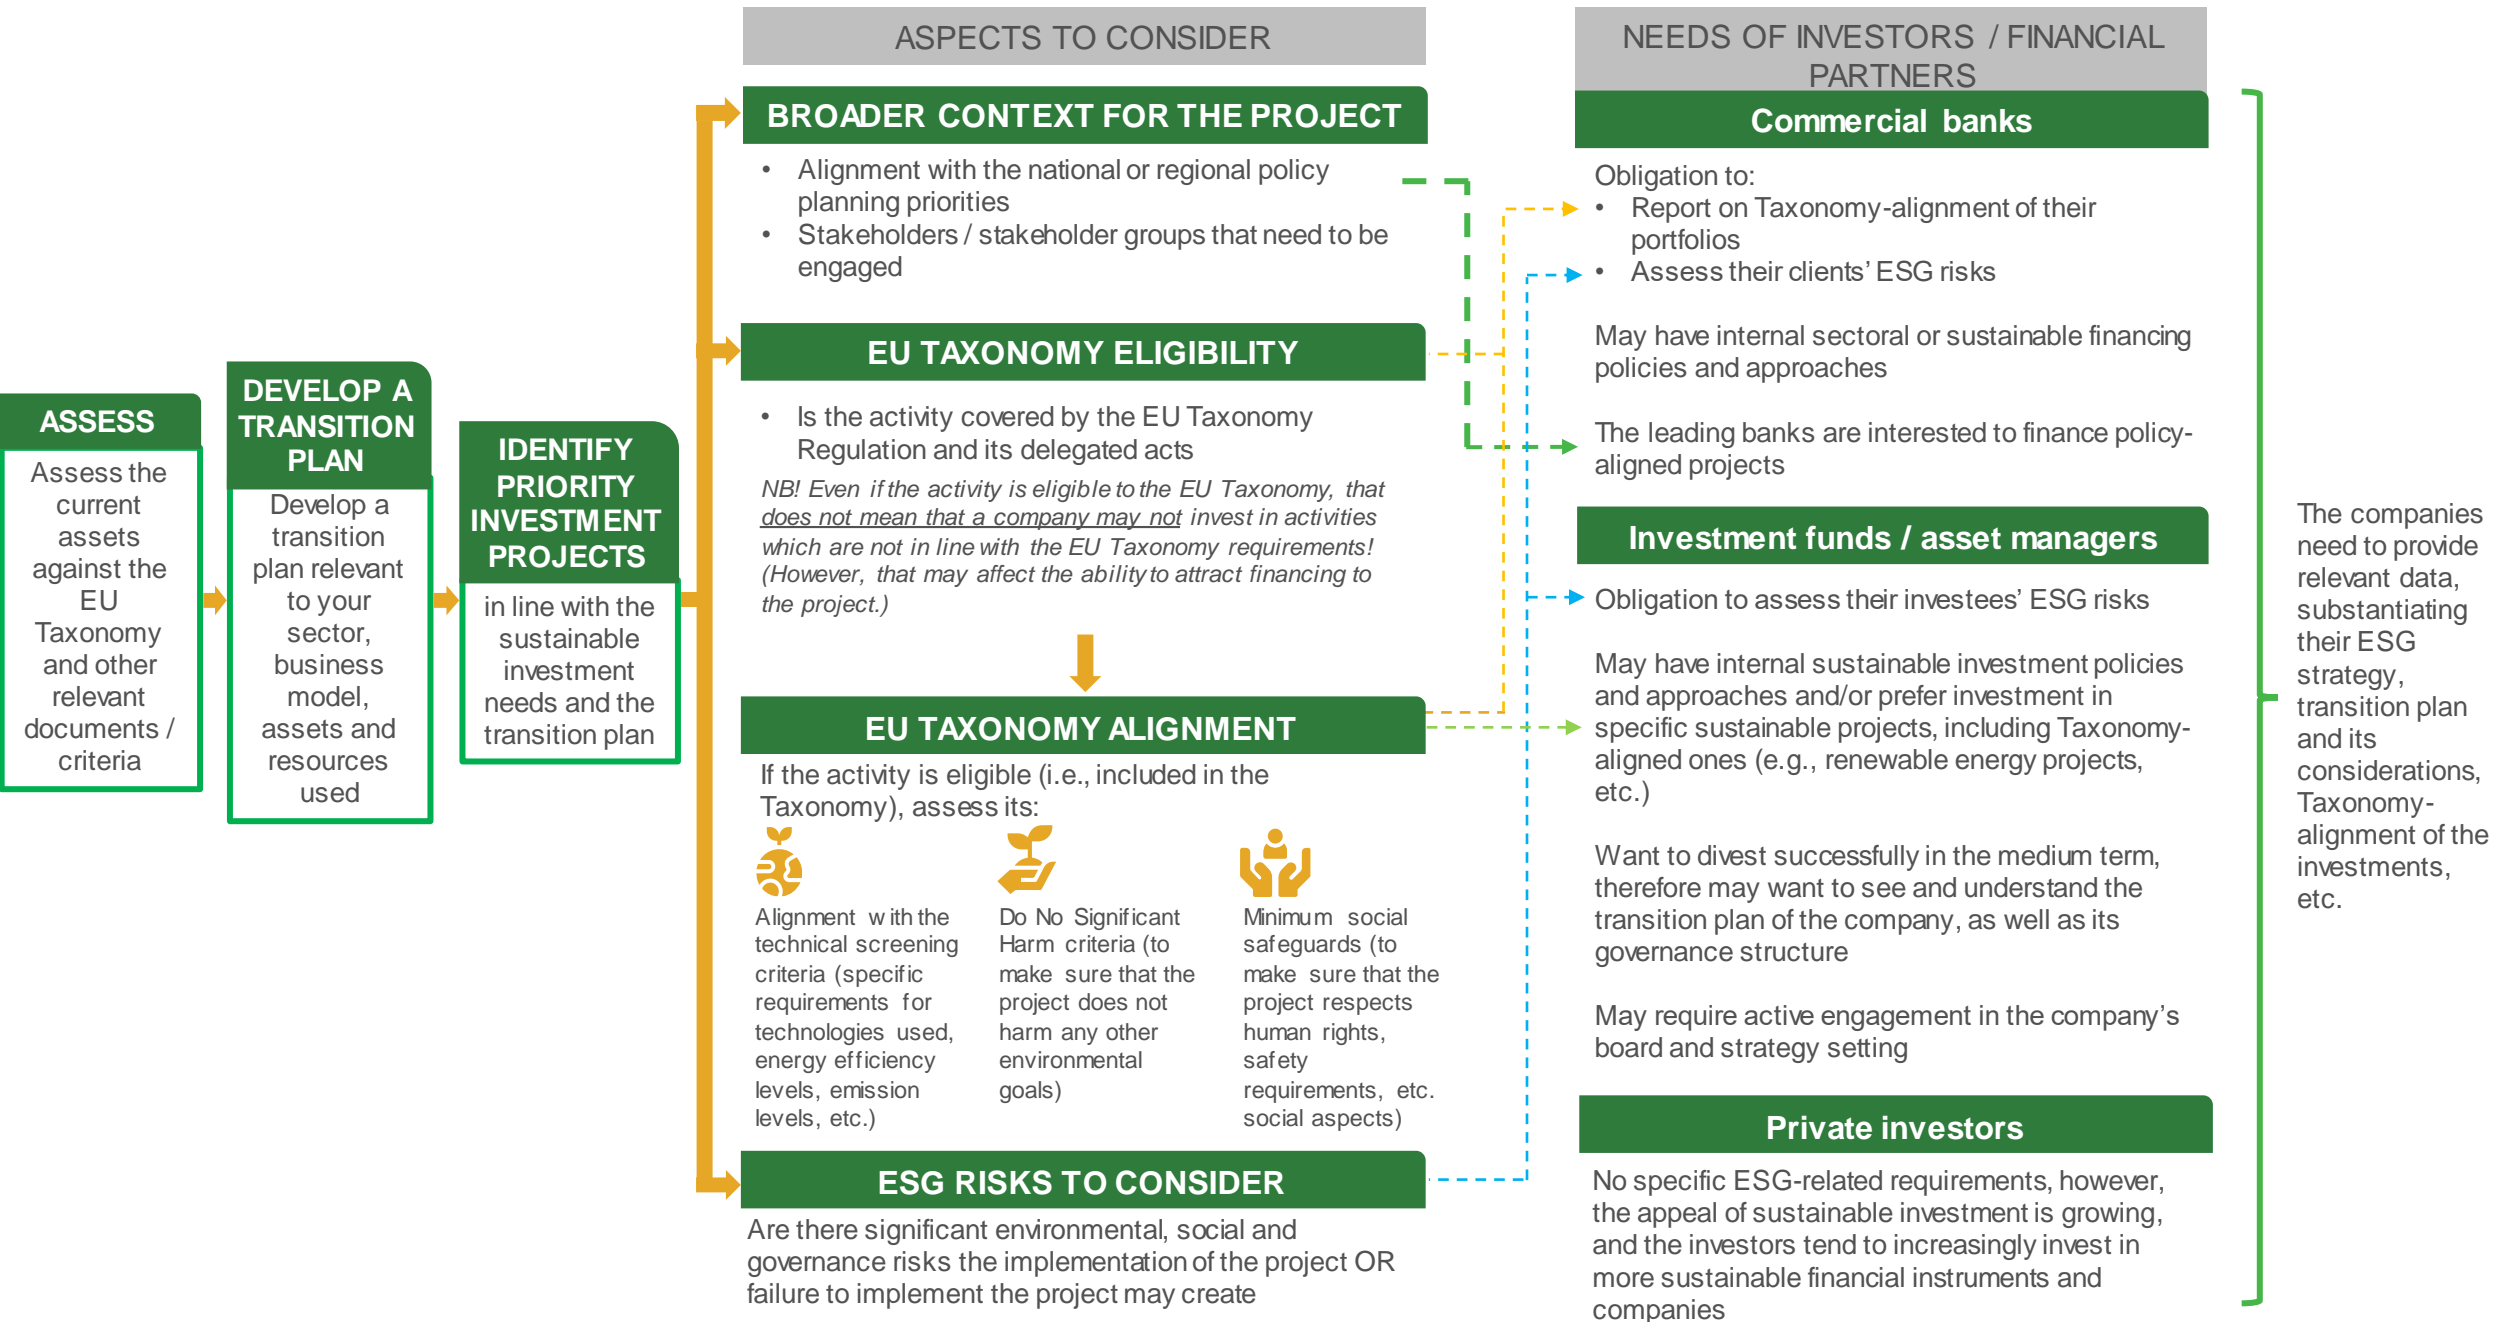 ASPECTS TO CONSIDER
NEEDS OF INVESTORS / FINANCIAL
PARTNERS
ASSESS
Assess the
current
assets
against the
EU
Taxonomy
and other
relevant
documents /
criteria
DEVELOP A
TRANSITION
PLAN
Develop a
transition
plan relevant
to your
sector,
business
model,
assets and
resources
used
IDENTIFY
PRIORITY
INVESTMENT
PROJECTS
in line with the
sustainable
investment
needs and the
transition plan
BROADER CONTEXT FOR THE PROJECT
• Alignment with the national or regional policy
planning priorities
• Stakeholders / stakeholder groups that need to be
engaged
EU TAXONOMY ELIGIBILITY
• Is the activity covered by the EU Taxonomy
Regulation and its delegated acts
NB! Even if the activity is eligible to the EU Taxonomy, that
does not mean that a company may not invest in activities
which are not in line with the EU Taxonomy requirements!
(However, that may affect the ability to attract financing to
the project.)
EU TAXONOMY ALIGNMENT
If the activity is eligible (i.e., included in the
Taxonomy), assess its:
Alignment with the
technical screening
criteria (specific
requirements for
technologies used,
energy efficiency
levels, emission
levels, etc.)
Do No Significant
Harm criteria (to
make sure that the
project does not
harm any other
environmental
goals)
Minimum social
safeguards (to
make sure that the
project respects
human rights,
safety
requirements, etc.
social aspects)
ESG RISKS TO CONSIDER
Are there significant environmental, social and
governance risks the implementation of the project OR
failure to implement the project may create
Commercial banks
Obligation to:
• Report on Taxonomy-alignment of their
portfolios
• Assess their clients’ ESG risks
May have internal sectoral or sustainable financing
policies and approaches
The leading banks are interested to finance policy-
aligned projects
Investment funds / asset managers
Obligation to assess their investees’ ESG risks
May have internal sustainable investment policies
and approaches and/or prefer investment in
specific sustainable projects, including Taxonomy-
aligned ones (e.g., renewable energy projects,
etc.)
Want to divest successfully in the medium term,
therefore may want to see and understand the
transition plan of the company, as well as its
governance structure
May require active engagement in the company’s
board and strategy setting
Private investors
No specific ESG-related requirements, however,
the appeal of sustainable investment is growing,
and the investors tend to increasingly invest in
more sustainable financial instruments and
companies
The companies
need to provide
relevant data,
substantiating
their ESG
strategy,
transition plan
and its
considerations,
Taxonomy-
alignment of the
investments,
etc.